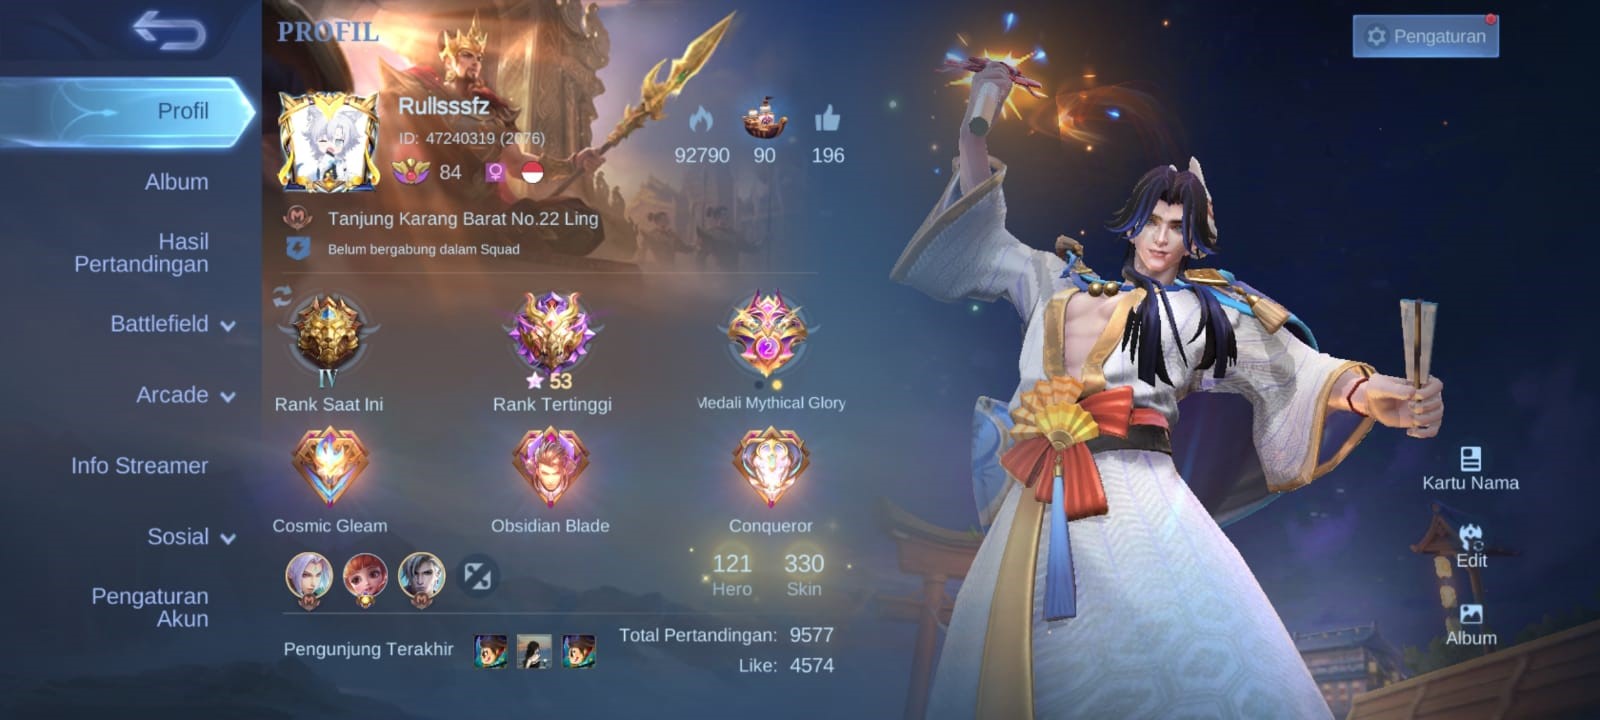 PROFIL
Pengaturan
Profil
Album
Hasil
Pertandingan
Battlefield
Arcade
Info Streamer
Sosial
Pengaturan
Akun
Rullsssfz
ID: 47240319 (2076)
84
92790
90
196
M
Tanjung Karang Barat No.22 Ling
Belum bergabung dalam Squad
IV
Rank Saat Ini
53
Rank Tertinggi
2
Medali Mythical Glory
Cosmic Gleam
Obsidian Blade
Conqueror
121
Hero
330
Skin
Pengunjung Terakhir
Total Pertandingan: 9577
Like: 4574
Kartu Nama
Edit
Album